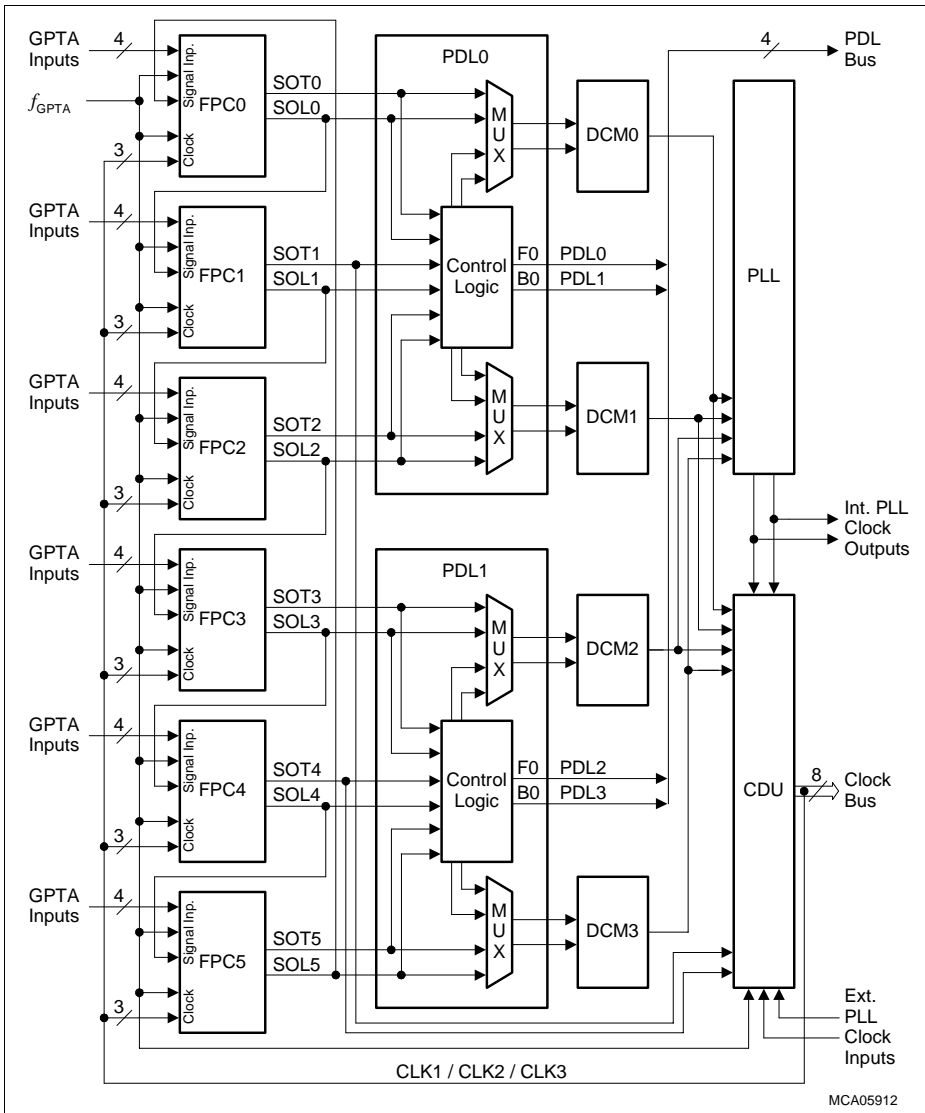 GPTA
Inputs
4
fGPTA
3
Signal Inp.
Clock
FPC0
SOT0
SOL0
PDL0
M
U
X
DCM0
4
PDL
Bus
GPTA
Inputs
4
3
Signal Inp.
Clock
FPC1
SOT1
SOL1
Control
Logic
F0
PDL0
B0
PDL1
PLL
GPTA
Inputs
4
3
Signal Inp.
Clock
FPC2
SOT2
SOL2
M
U
X
DCM1
Int. PLL
Clock
Outputs
GPTA
Inputs
4
3
Signal Inp.
Clock
FPC3
SOT3
SOL3
PDL1
M
U
X
DCM2
GPTA
Inputs
4
3
Signal Inp.
Clock
FPC4
SOT4
SOL4
Control
Logic
F0
PDL2
B0
PDL3
CDU
8
Clock
Bus
GPTA
Inputs
4
3
Signal Inp.
Clock
FPC5
SOT5
SOL5
M
U
X
DCM3
Ext.
PLL
Clock
Inputs
CLK1 / CLK2 / CLK3
MCA05912